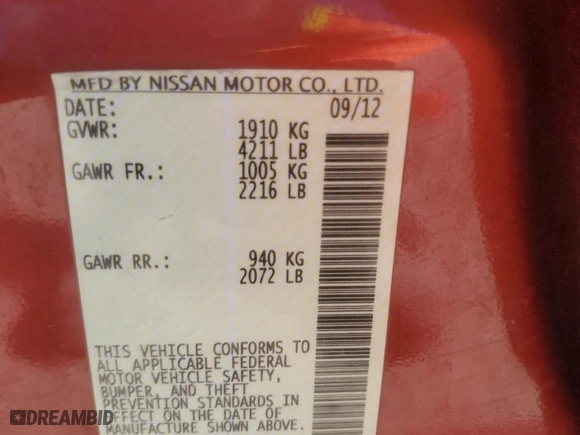 MFD BY NISSAN MOTOR CO., LTD.
DATE: 09/12
GVWR: 1910 KG
4211 LB
GAWR FR.: 1005 KG
2216 LB
GAWR RR.: 940 KG
2072 LB
THIS VEHICLE CONFORMS TO
ALL APPLICABLE FEDERAL
MOTOR VEHICLE SAFETY,
BUMPER, AND THEFT
PREVENTION STANDARDS IN
EFFECT ON THE DATE OF
MANUFACTURE SHOWN ABOVE.
DREAMBID